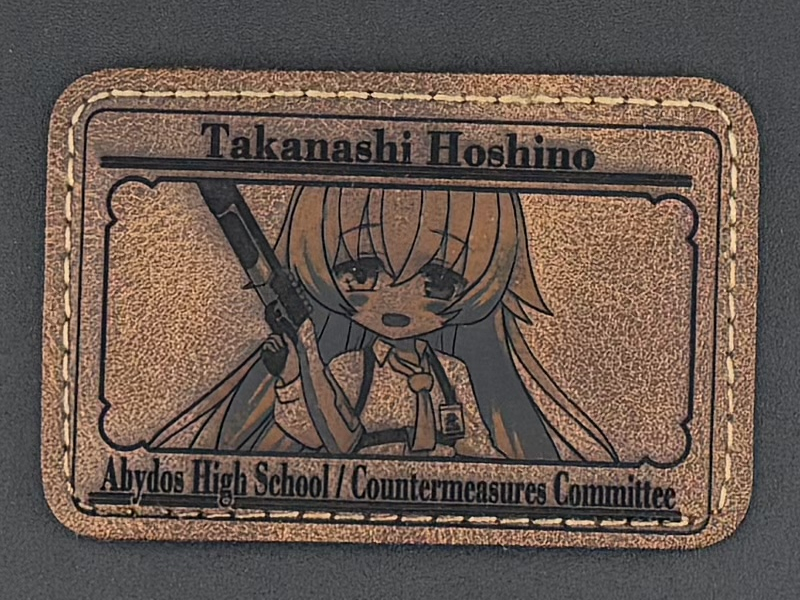 Takanashi Hoshino
Abydos High School / Countermeasures Committee